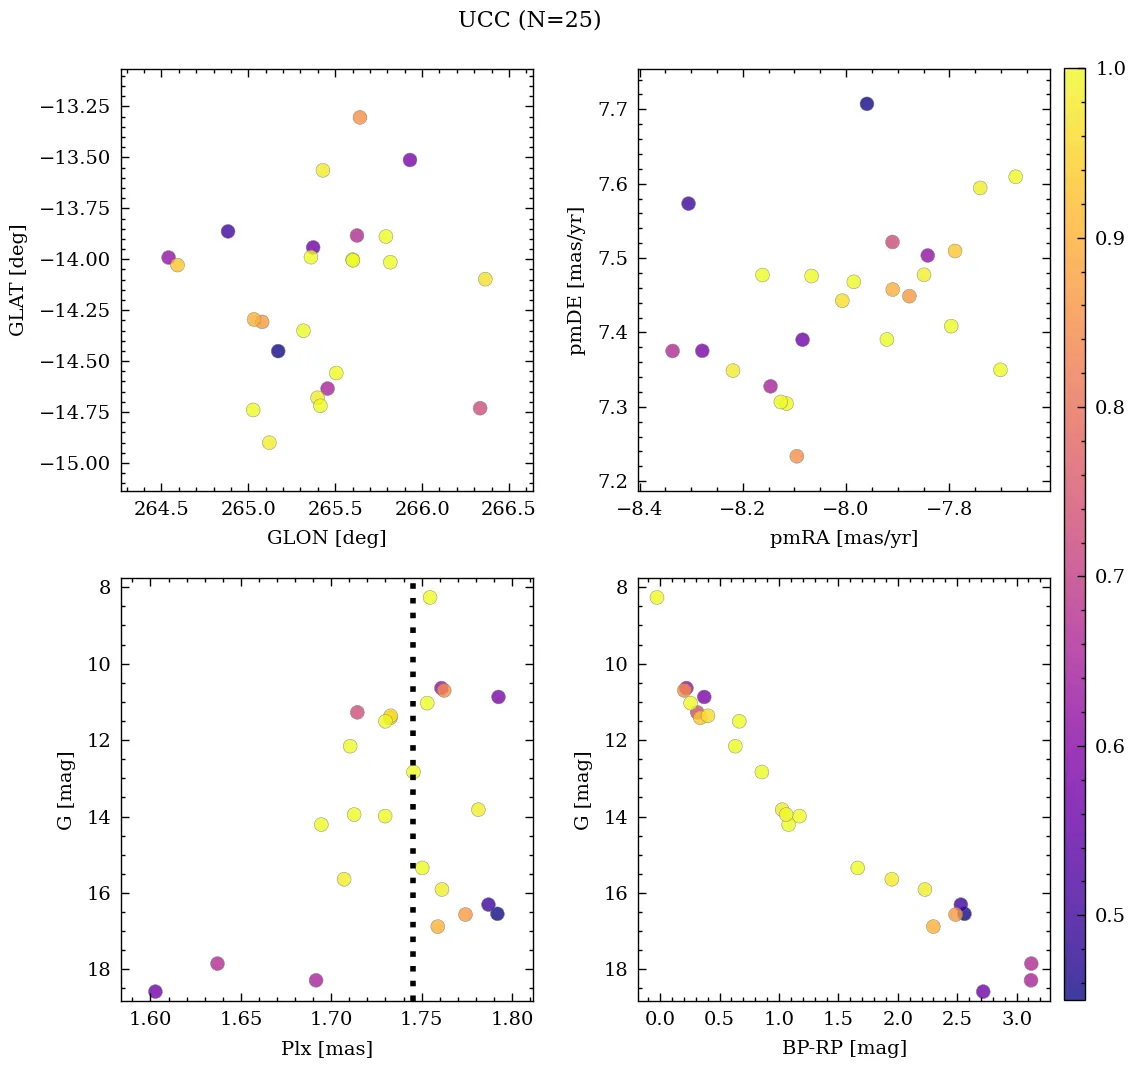 UCC (N=25)
−13.25
−13.50
−13.75
−14.00
−14.25
−14.50
−14.75
−15.00
GLAT [deg]
264.5 265.0 265.5 266.0 266.5
GLON [deg]
7.7
7.6
7.5
7.4
7.3
7.2
pmDE [mas/yr]
−8.4 −8.2 −8.0 −7.8
pmRA [mas/yr]
8
10
12
14
16
18
G [mag]
1.60 1.65 1.70 1.75 1.80
Plx [mas]
8
10
12
14
16
18
G [mag]
0.0 0.5 1.0 1.5 2.0 2.5 3.0
BP-RP [mag]
1.0
0.9
0.8
0.7
0.6
0.5